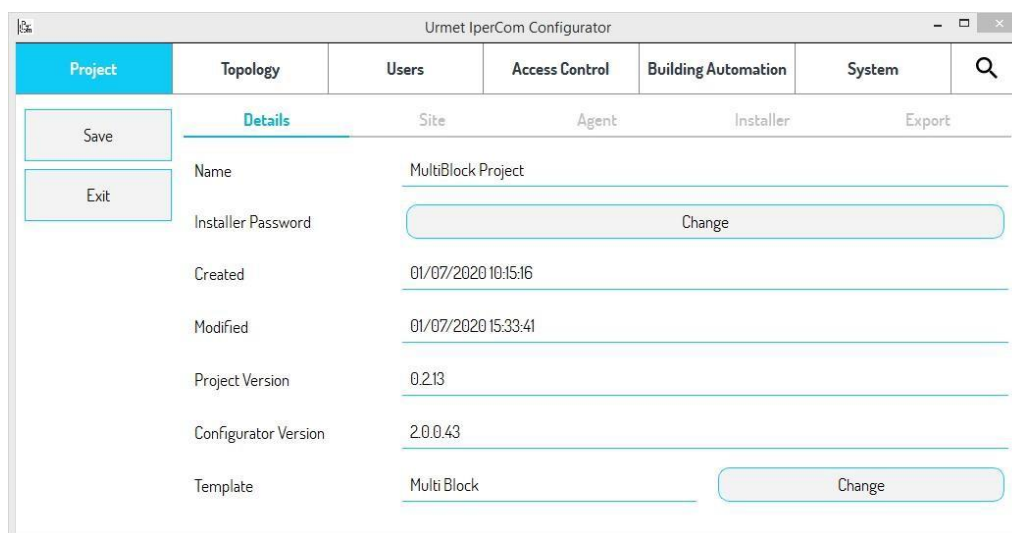 Urmet IperCom Configurator
Project Topology Users Access Control Building Automation System
Save
Exit
Details Site Agent Installer Export
Name MultiBlock Project
Installer Password Change
Created 01/07/2020 10:15:16
Modified 01/07/2020 15:33:41
Project Version 0.2.13
Configurator Version 2.0.0.43
Template Multi Block Change